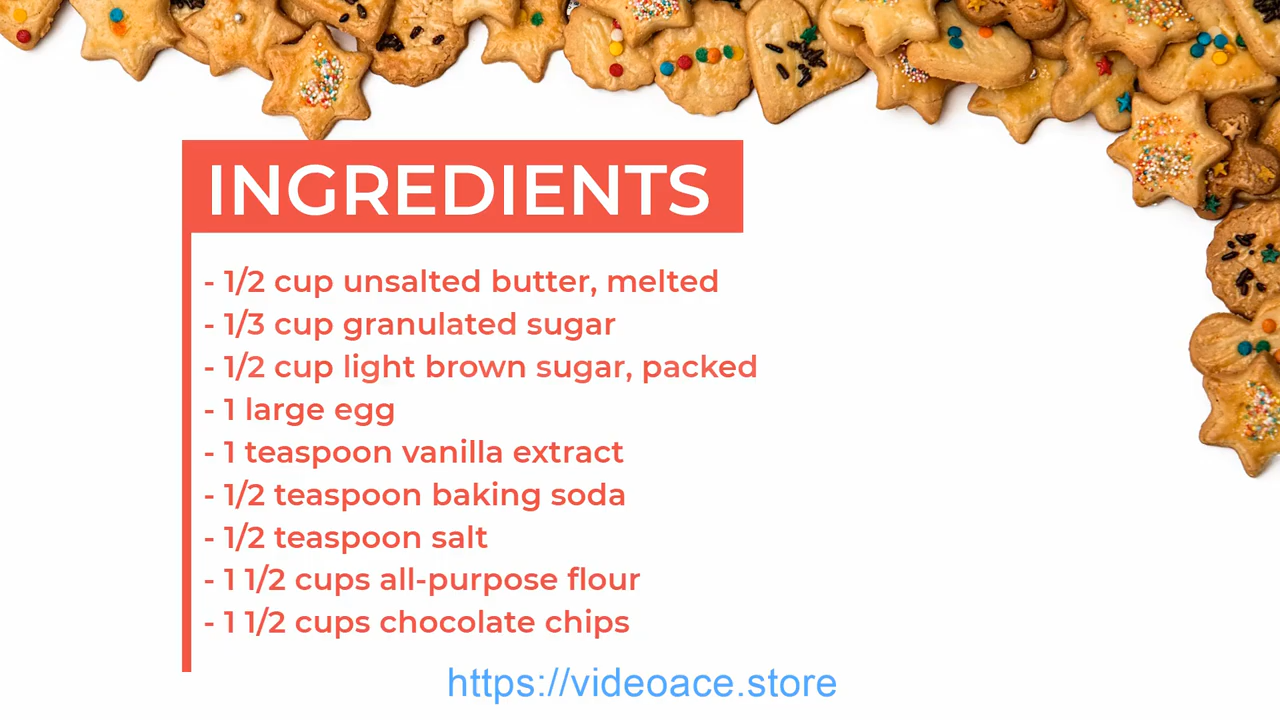 INGREDIENTS
- 1/2 cup unsalted butter, melted
- 1/3 cup granulated sugar
- 1/2 cup light brown sugar, packed
- 1 large egg
- 1 teaspoon vanilla extract
- 1/2 teaspoon baking soda
- 1/2 teaspoon salt
- 1 1/2 cups all-purpose flour
- 1 1/2 cups chocolate chips
https://videoace.store